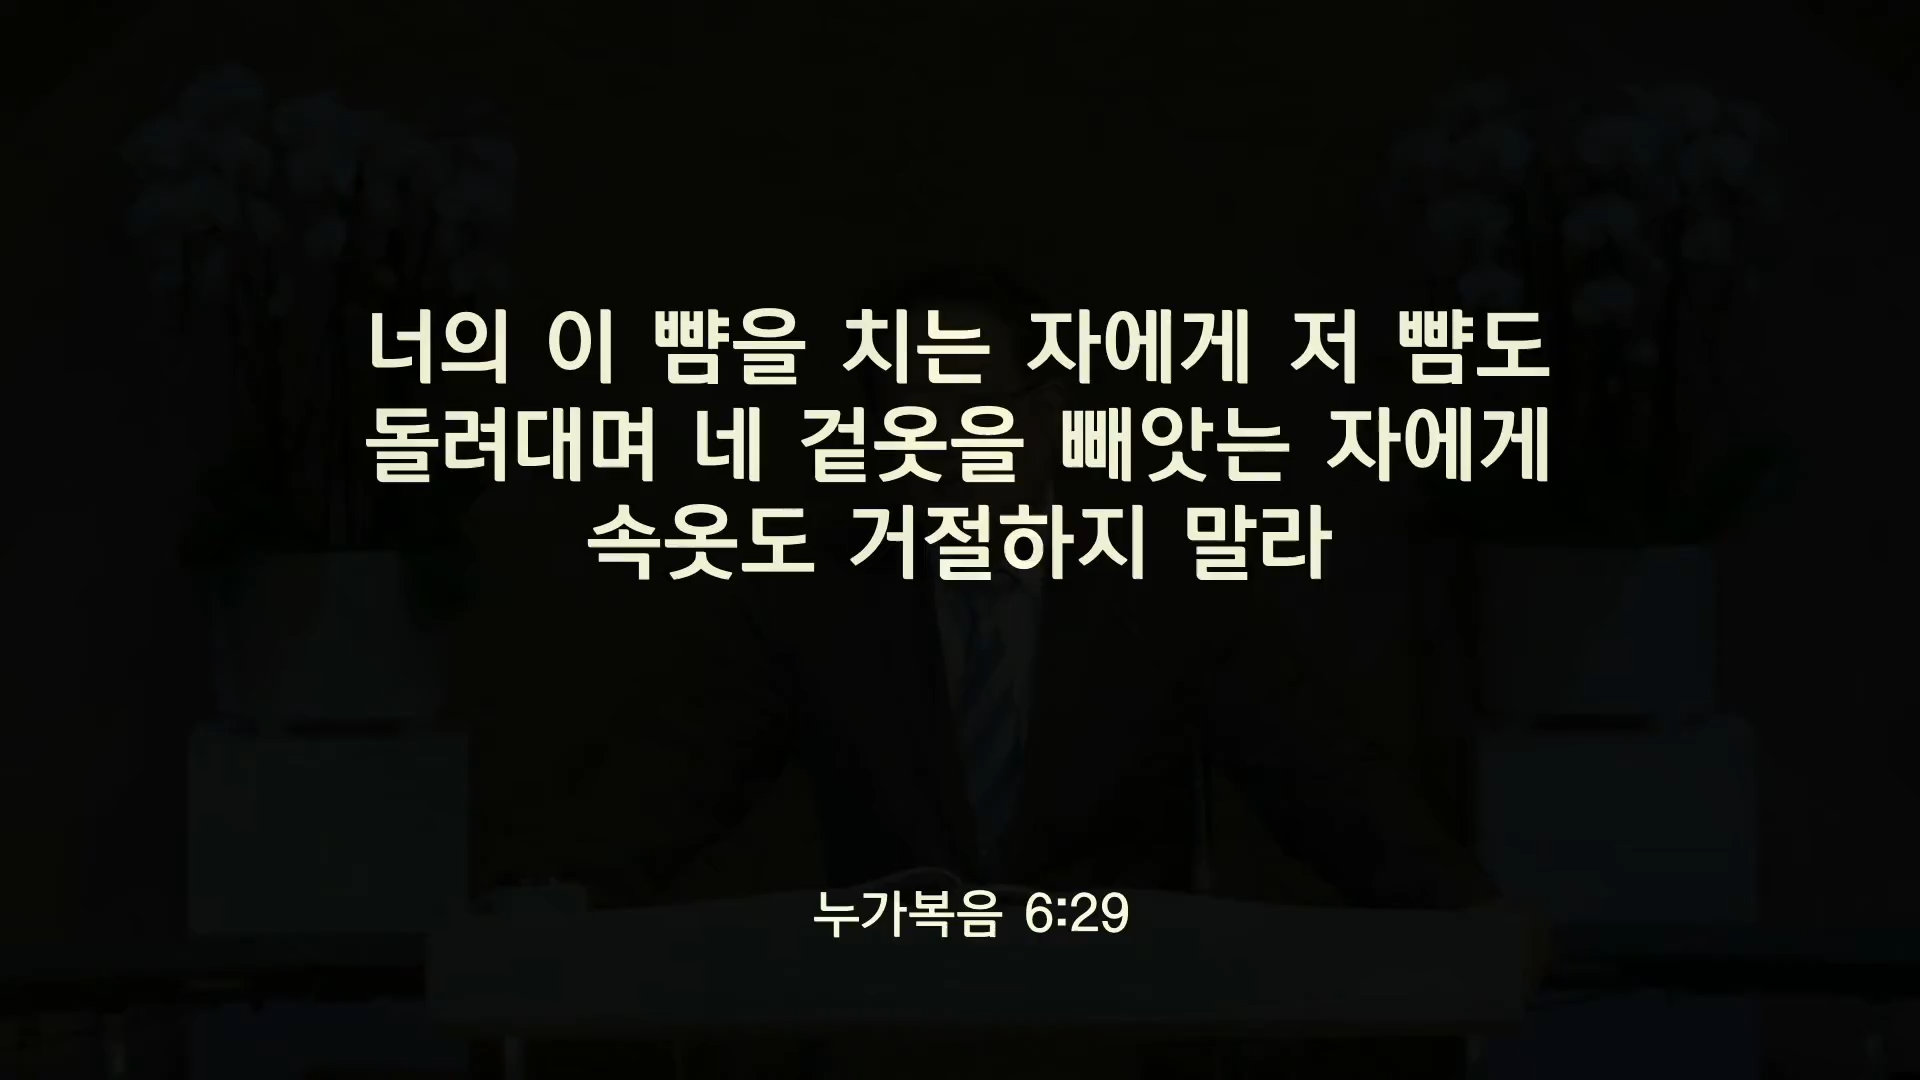 너의 이 뺨을 치는 자에게 저 뺨도
돌려대며 네 겉옷을 빼앗는 자에게
속옷도 거절하지 말라
누가복음 6:29